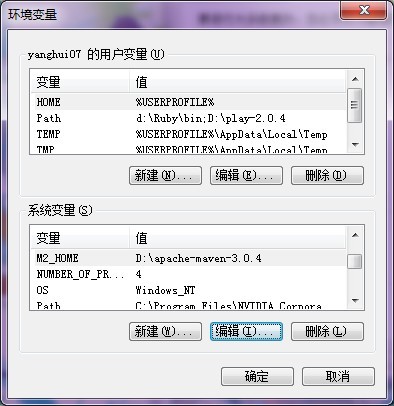 环境变量
yanghui07 的用户变量(U)
变量 值
HOME %USERPROFILE%
Path d:\Ruby\bin;D:\play-2.0.4
TEMP %USERPROFILE%\AppData\Local\Temp
TMP %USERPROFILE%\AppData\Local\Temp
新建(N)... 编辑(E)... 删除(D)
系统变量(S)
变量 值
M2_HOME D:\apache-maven-3.0.4
NUMBER_OF_PR... 4
OS Windows_NT
Path C:\Program Files\NVIDIA Corpora
新建(W)... 编辑(I)... 删除(L)
确定 取消